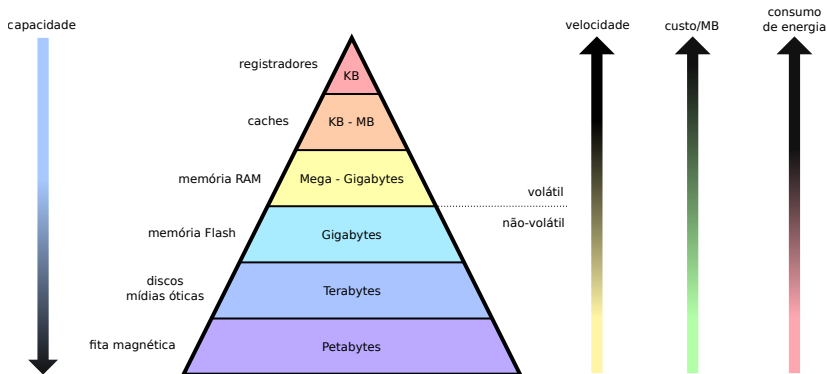 capacidade
velocidade
custo/MB
consumo
de energia
registradores
KB
caches
KB - MB
memória RAM
Mega - Gigabytes
volátil
não-volátil
memória Flash
Gigabytes
discos
mídias óticas
Terabytes
fita magnética
Petabytes